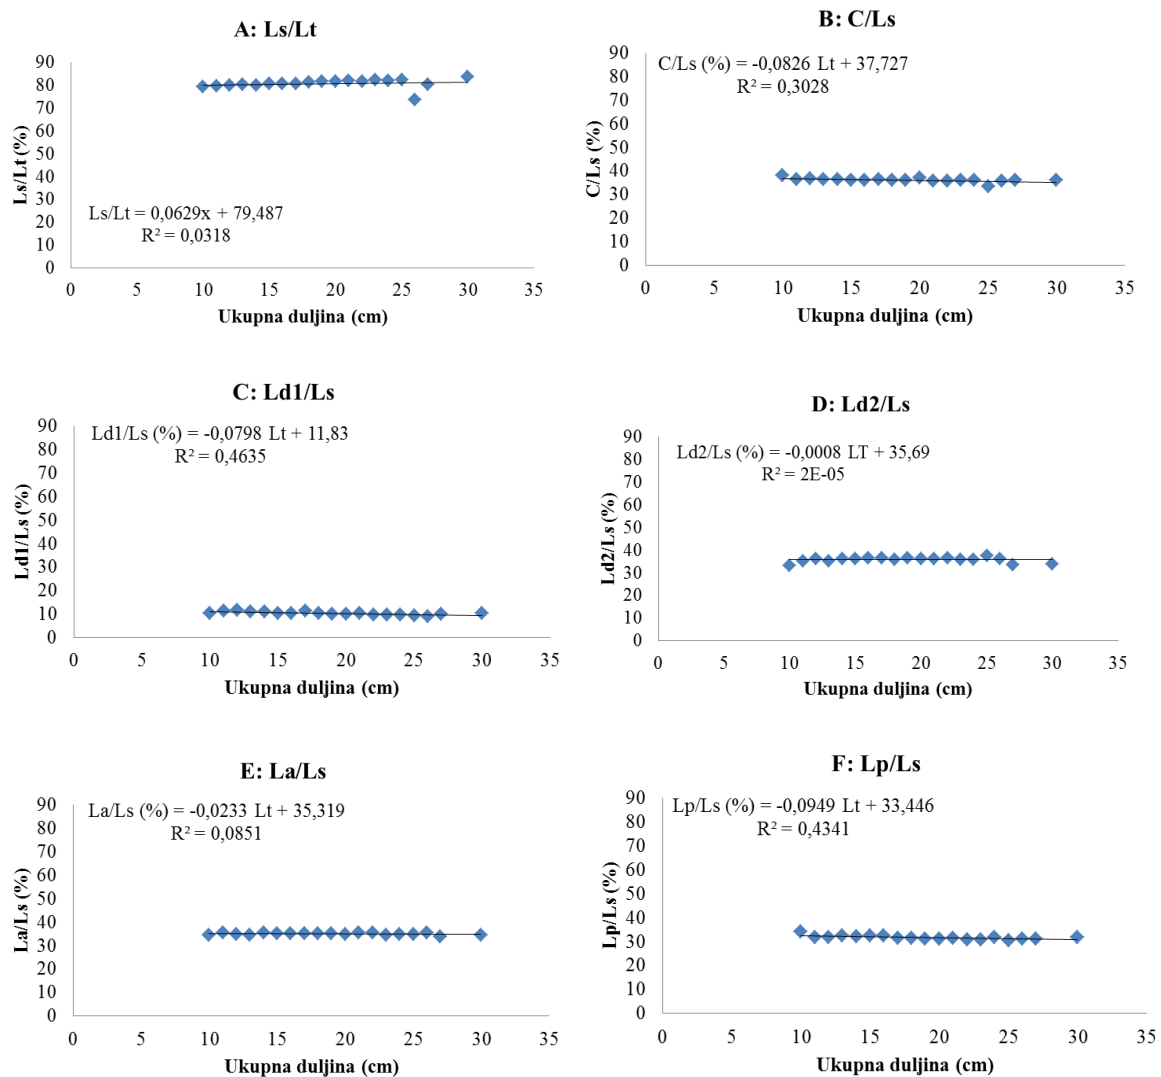 A: Ls/Lt
90
80
70
60
50
40
30
20
10
0
Ls/Lt (%)
Ls/Lt = 0,0629x + 79,487
R² = 0,0318
0 5 10 15 20 25 30 35
Ukupna duljina (cm)
B: C/Ls
90
80
70
60
50
40
30
20
10
0
C/Ls (%)
C/Ls (%) = -0,0826 Lt + 37,727
R² = 0,3028
0 5 10 15 20 25 30 35
Ukupna duljina (cm)
C: Ld1/Ls
90
80
70
60
50
40
30
20
10
0
Ld1/Ls (%)
Ld1/Ls (%) = -0,0798 Lt + 11,83
R² = 0,4635
0 5 10 15 20 25 30 35
Ukupna duljina (cm)
D: Ld2/Ls
90
80
70
60
50
40
30
20
10
0
Ld2/Ls (%)
Ld2/Ls (%) = -0,0008 LT + 35,69
R² = 2E-05
0 5 10 15 20 25 30 35
Ukupna duljina (cm)
E: La/Ls
90
80
70
60
50
40
30
20
10
0
La/Ls (%)
La/Ls (%) = -0,0233 Lt + 35,319
R² = 0,0851
0 5 10 15 20 25 30 35
Ukupna duljina (cm)
F: Lp/Ls
90
80
70
60
50
40
30
20
10
0
Lp/Ls (%)
Lp/Ls (%) = -0,0949 Lt + 33,446
R² = 0,4341
0 5 10 15 20 25 30 35
Ukupna duljina (cm)